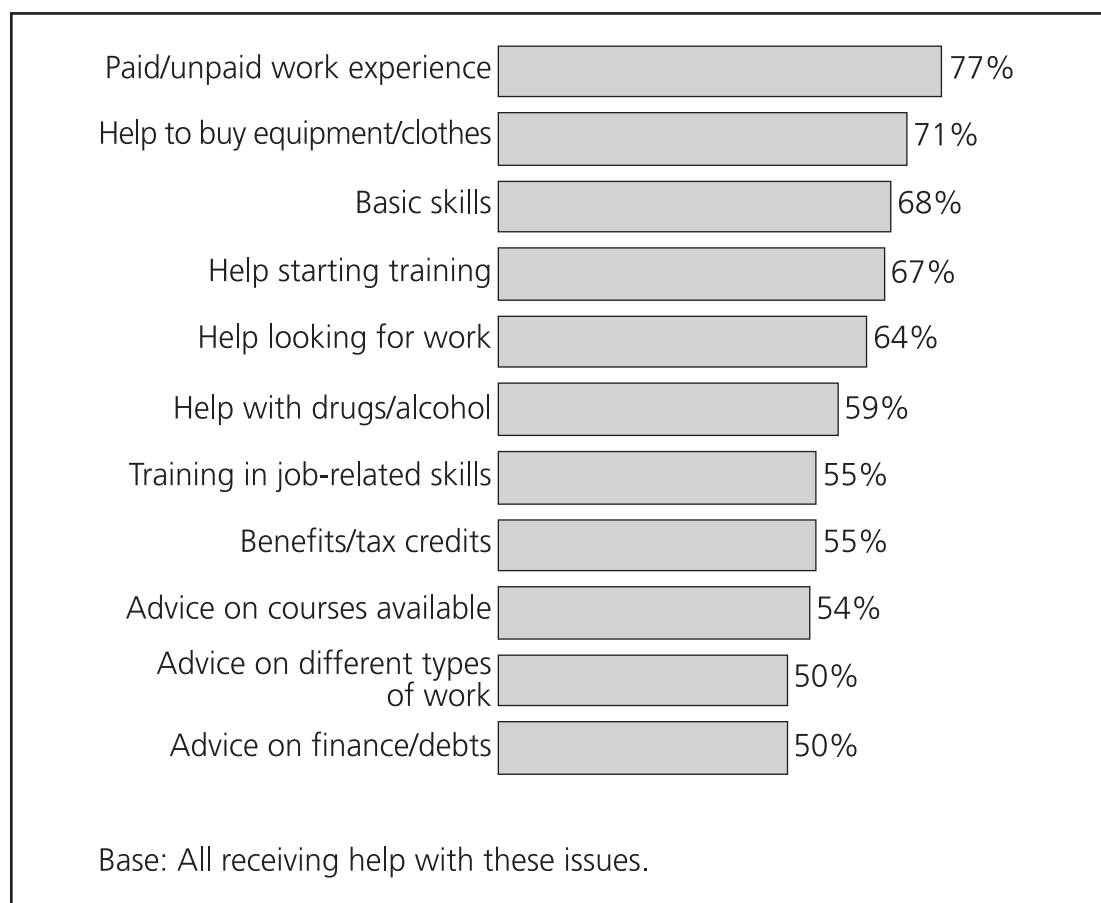 Paid/unpaid work experience 77%
Help to buy equipment/clothes 71%
Basic skills 68%
Help starting training 67%
Help looking for work 64%
Help with drugs/alcohol 59%
Training in job-related skills 55%
Benefits/tax credits 55%
Advice on courses available 54%
Advice on different types
of work 50%
Advice on finance/debts 50%
Base: All receiving help with these issues.